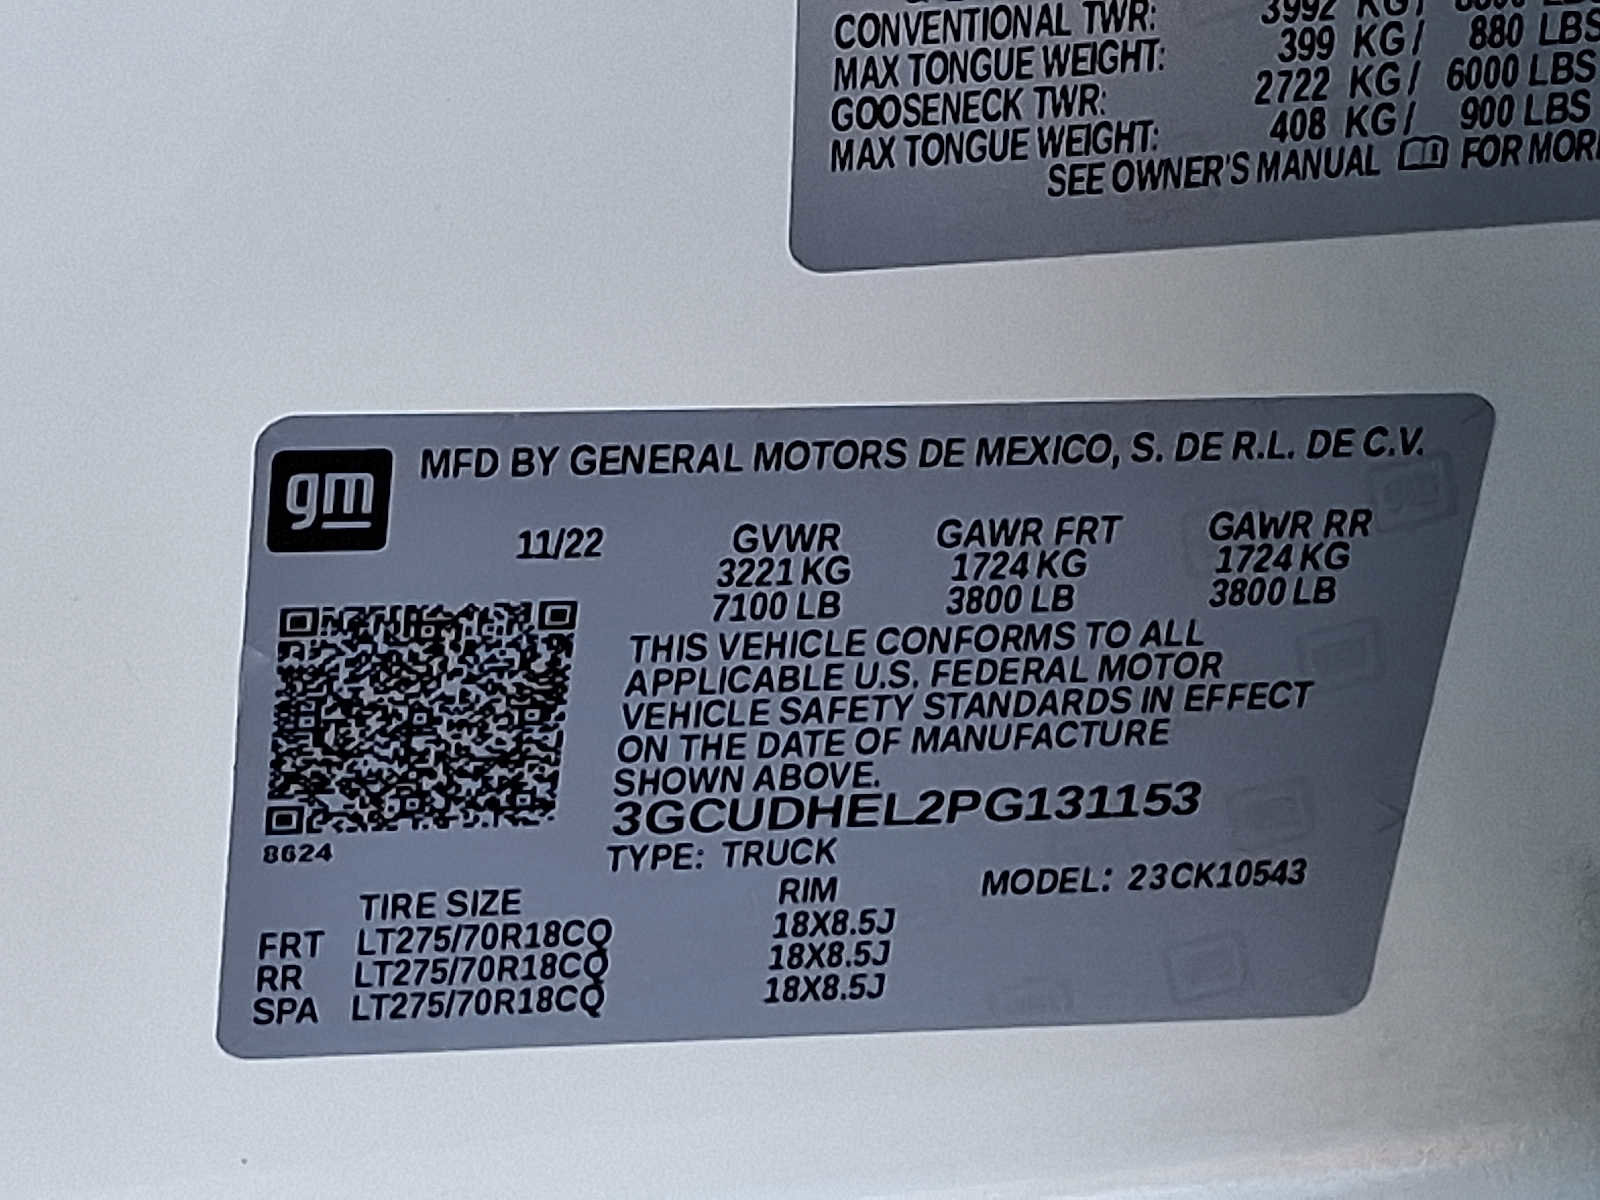 CONVENTIONAL TWR: 3992 KG/
MAX TONGUE WEIGHT: 399 KG/ 880 LBS
GOOSENECK TWR: 2722 KG/ 6000 LBS
MAX TONGUE WEIGHT: 408 KG/ 900 LBS
SEE OWNER'S MANUAL FOR MORE
gm
MFD BY GENERAL MOTORS DE MEXICO, S. DE R.L. DE C.V.
11/22 GVWR GAWR FRT GAWR RR
3221 KG 1724 KG 1724 KG
7100 LB 3800 LB 3800 LB
THIS VEHICLE CONFORMS TO ALL
APPLICABLE U.S. FEDERAL MOTOR
VEHICLE SAFETY STANDARDS IN EFFECT
ON THE DATE OF MANUFACTURE
SHOWN ABOVE.
3GCUDHEL2PG131153
8624
TYPE: TRUCK
MODEL: 23CK10543
TIRE SIZE RIM
FRT LT275/70R18CQ 18X8.5J
RR LT275/70R18CQ 18X8.5J
SPA LT275/70R18CQ 18X8.5J